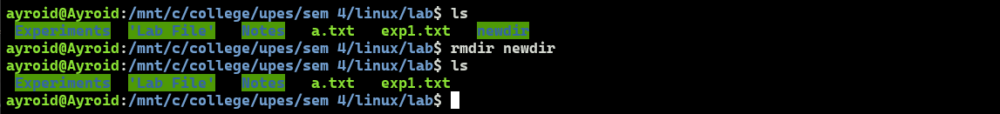 ayroid@Ayroid:/mnt/c/college/upes/sem 4/linux/lab$ ls
Experiments 'Lab File' Notes a.txt exp1.txt newdir
ayroid@Ayroid:/mnt/c/college/upes/sem 4/linux/lab$ rmdir newdir
ayroid@Ayroid:/mnt/c/college/upes/sem 4/linux/lab$ ls
Experiments 'Lab File' Notes a.txt exp1.txt
ayroid@Ayroid:/mnt/c/college/upes/sem 4/linux/lab$